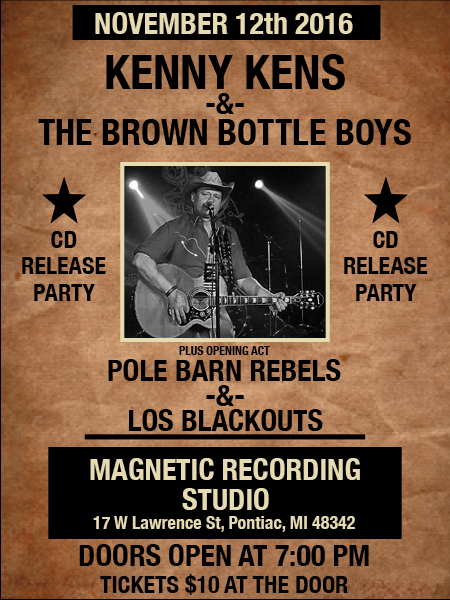 NOVEMBER 12th 2016
KENNY KENS
-&-
THE BROWN BOTTLE BOYS
CD
RELEASE
PARTY
CD
RELEASE
PARTY
PLUS OPENING ACT
POLE BARN REBELS
-&-
LOS BLACKOUTS
MAGNETIC RECORDING
STUDIO
17 W Lawrence St, Pontiac, MI 48342
DOORS OPEN AT 7:00 PM
TICKETS $10 AT THE DOOR